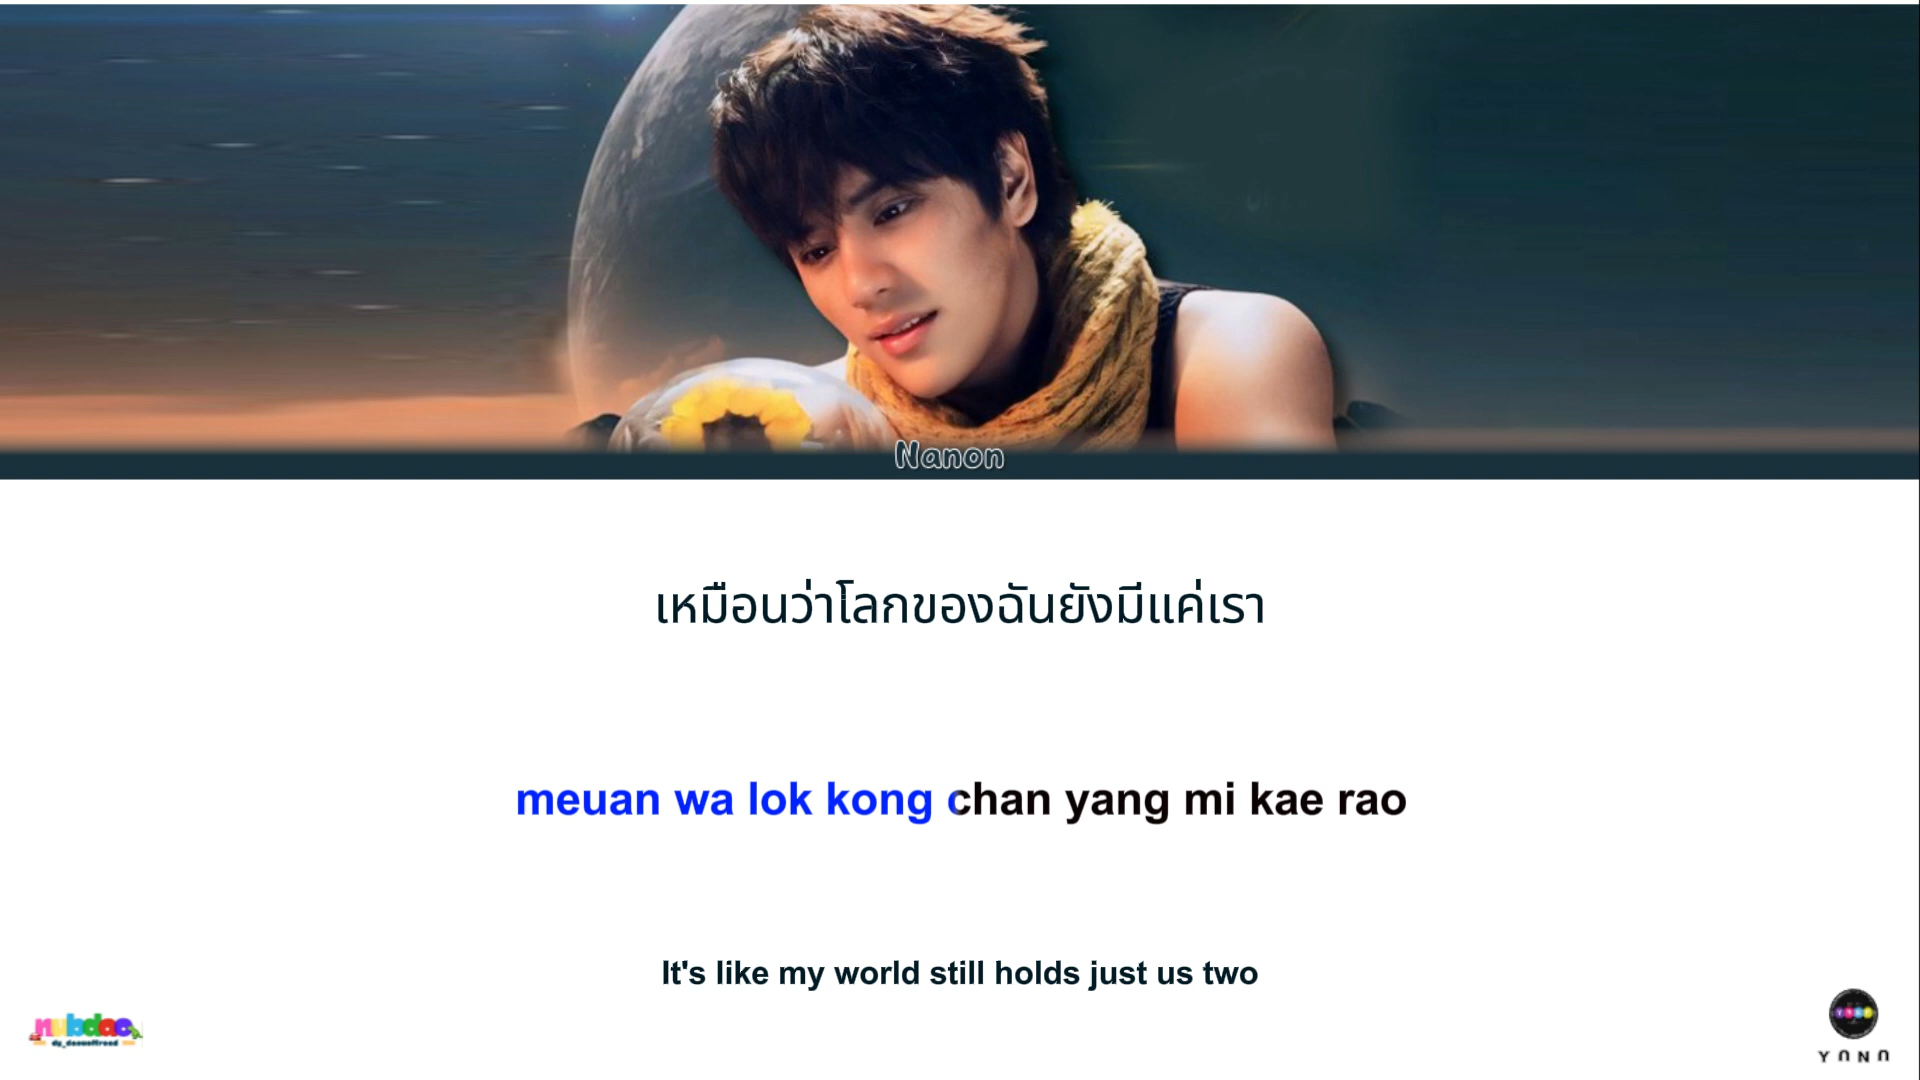 Nanon
เหมือนว่าโลกของฉันยังมีแค่เรา
meuan wa lok kong chan yang mi kae rao
It's like my world still holds just us two
nubdao